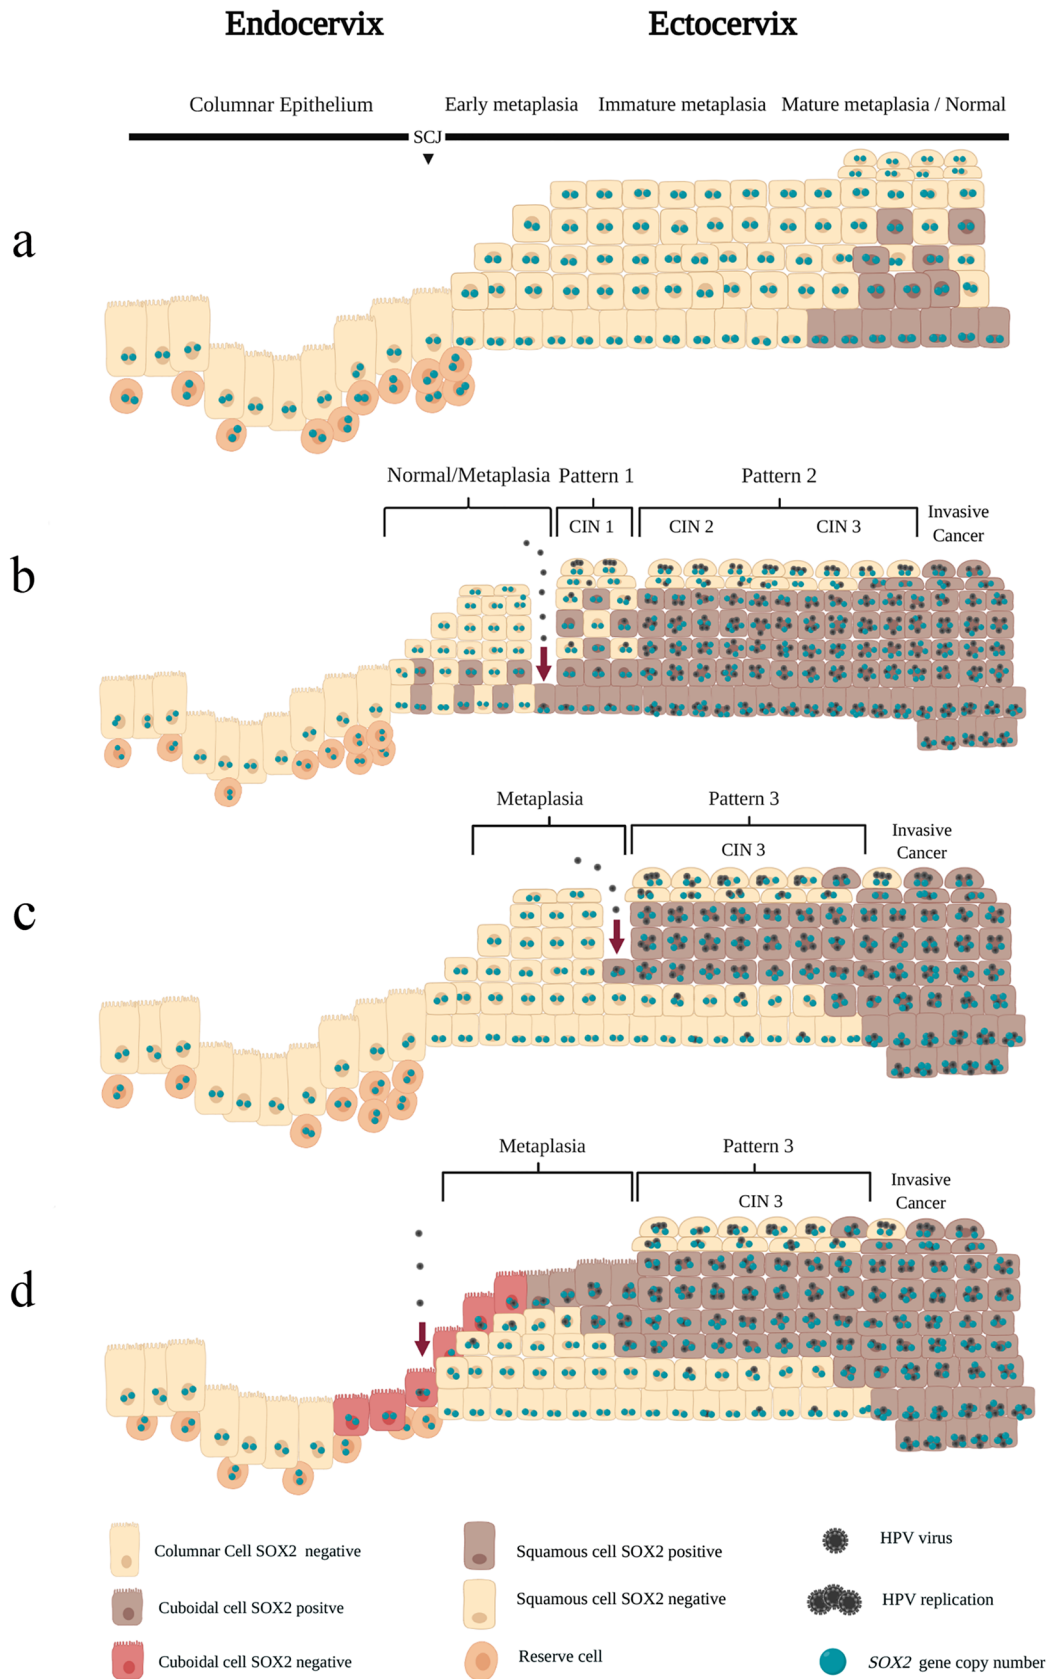 Endocervix
Ectocervix
Columnar Epithelium
Early metaplasia
Immature metaplasia
Mature metaplasia / Normal
SCJ
a
Normal/Metaplasia
Pattern 1
Pattern 2
CIN 1
CIN 2
CIN 3
Invasive
Cancer
b
Metaplasia
Pattern 3
CIN 3
Invasive
Cancer
c
Metaplasia
Pattern 3
CIN 3
Invasive
Cancer
d
Columnar Cell SOX2 negative
Cuboidal cell SOX2 positve
Cuboidal cell SOX2 negative
Squamous cell SOX2 positive
Squamous cell SOX2 negative
Reserve cell
HPV virus
HPV replication
SOX2 gene copy number